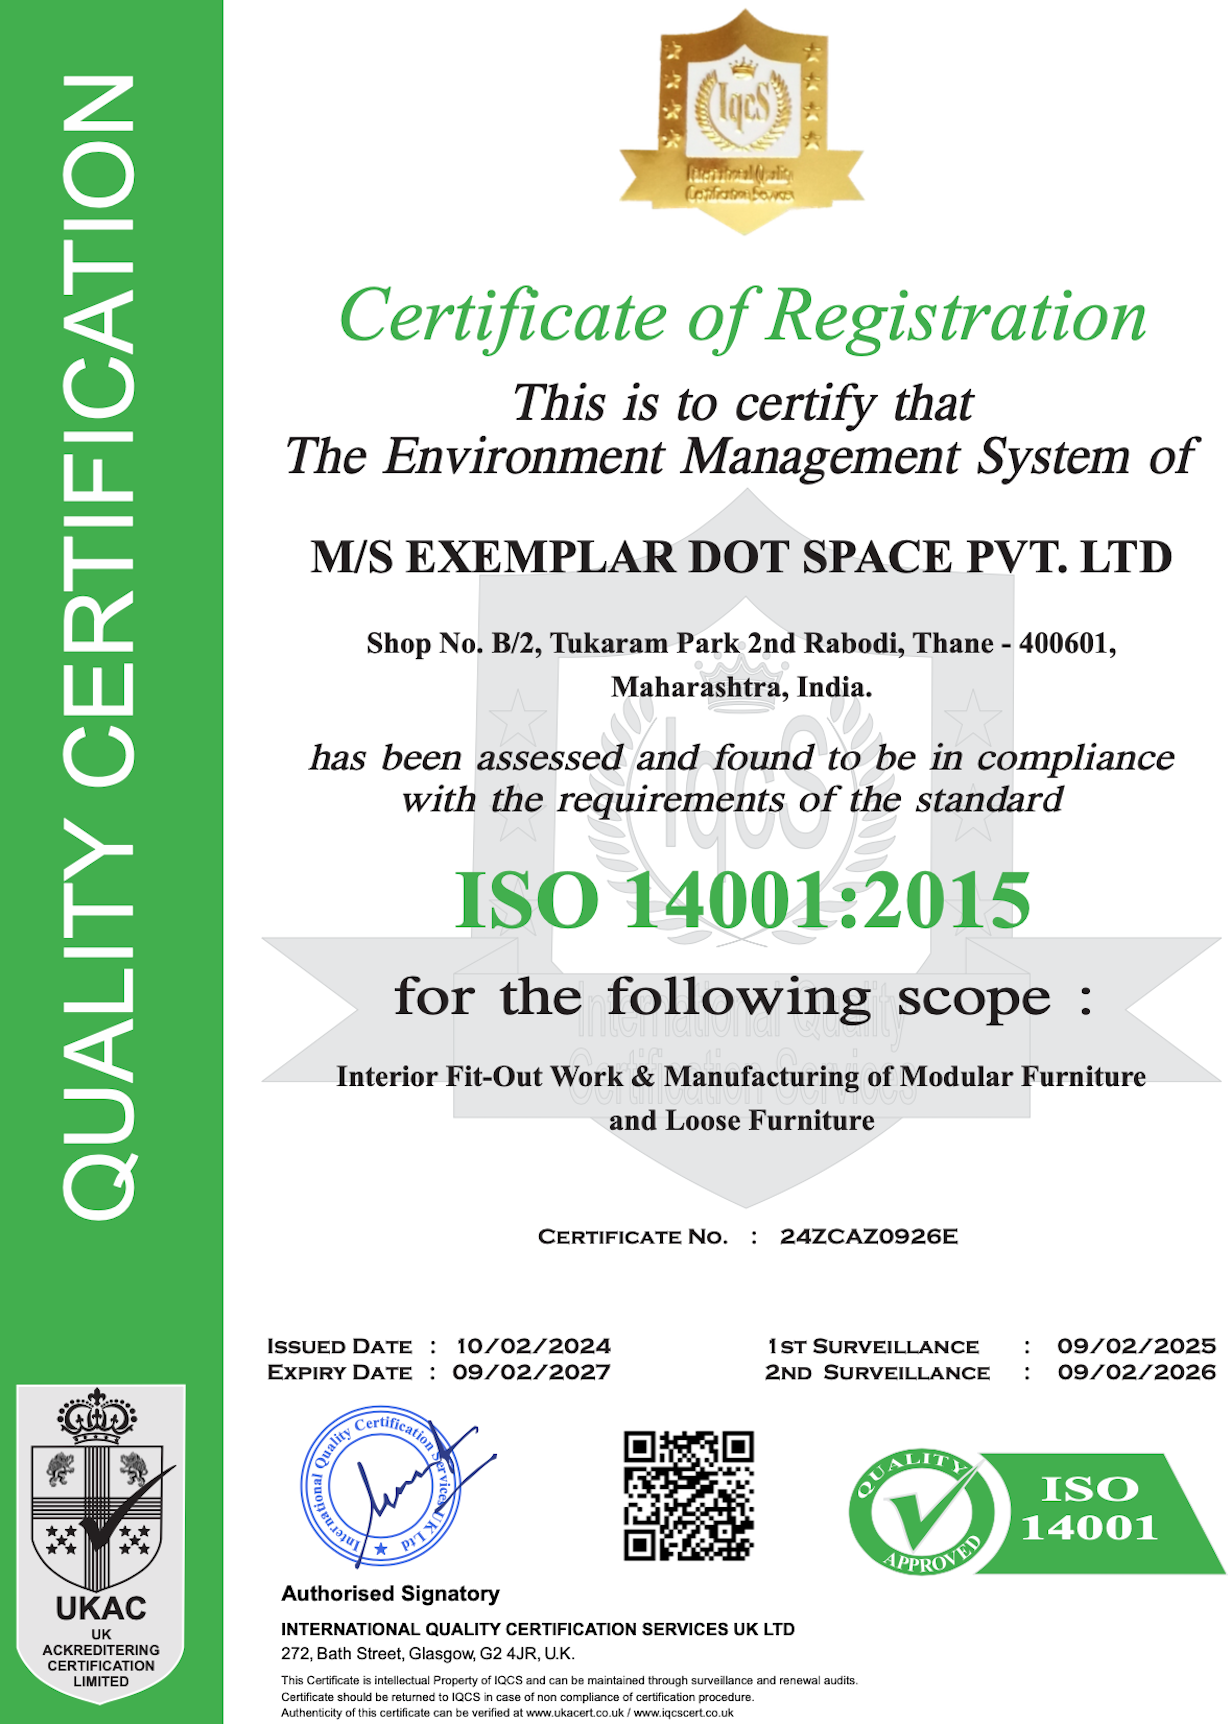 QUALITY CERTIFICATION
IqcS
International Quality
Certification Services
Certificate of Registration
This is to certify that
The Environment Management System of
M/S EXEMPLAR DOT SPACE PVT. LTD
Shop No. B/2, Tukaram Park 2nd Rabodi, Thane - 400601,
Maharashtra, India.
has been assessed and found to be in compliance
with the requirements of the standard
IqcS
ISO 14001:2015
for the following scope :
International Quality
Certification Services
Interior Fit-Out Work & Manufacturing of Modular Furniture
and Loose Furniture
CERTIFICATE NO. : 24ZCAZ0926E
ISSUED DATE : 10/02/2024
EXPIRY DATE : 09/02/2027
1ST SURVEILLANCE : 09/02/2025
2ND SURVEILLANCE : 09/02/2026
International Quality Certification Services UK Ltd
QUALITY
APPROVED
ISO
14001
Authorised Signatory
INTERNATIONAL QUALITY CERTIFICATION SERVICES UK LTD
272, Bath Street, Glasgow, G2 4JR, U.K.
This Certificate is intellectual Property of IQCS and can be maintained through surveillance and renewal audits.
Certificate should be returned to IQCS in case of non compliance of certification procedure.
Authenticity of this certificate can be verified at www.ukacert.co.uk / www.iqcscert.co.uk
UKAC
UK
ACKREDITERING
CERTIFICATION
LIMITED